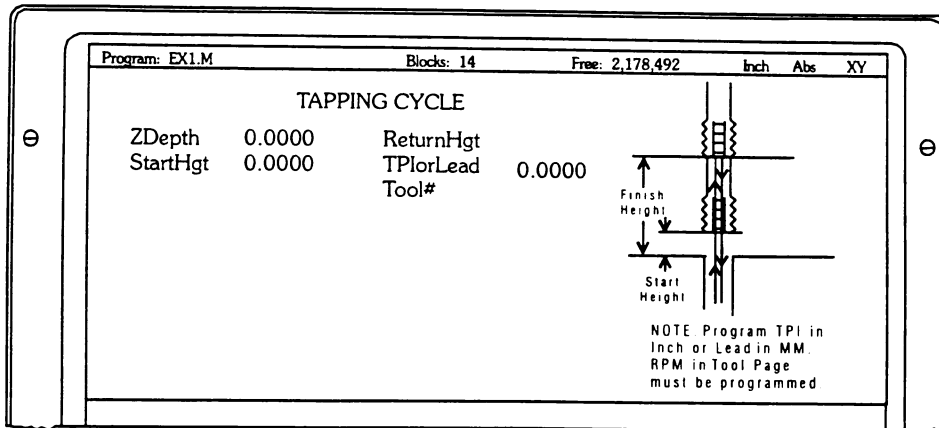 Program: EX1.M Blocks: 14 Free: 2,178,492 Inch Abs XY
TAPPING CYCLE
ZDepth 0.0000 ReturnHgt
StartHgt 0.0000 TPIorLead 0.0000
Tool#
Finish
Height
Start
Height
NOTE. Program TPI in
Inch or Lead in MM.
RPM in Tool Page
must be programmed